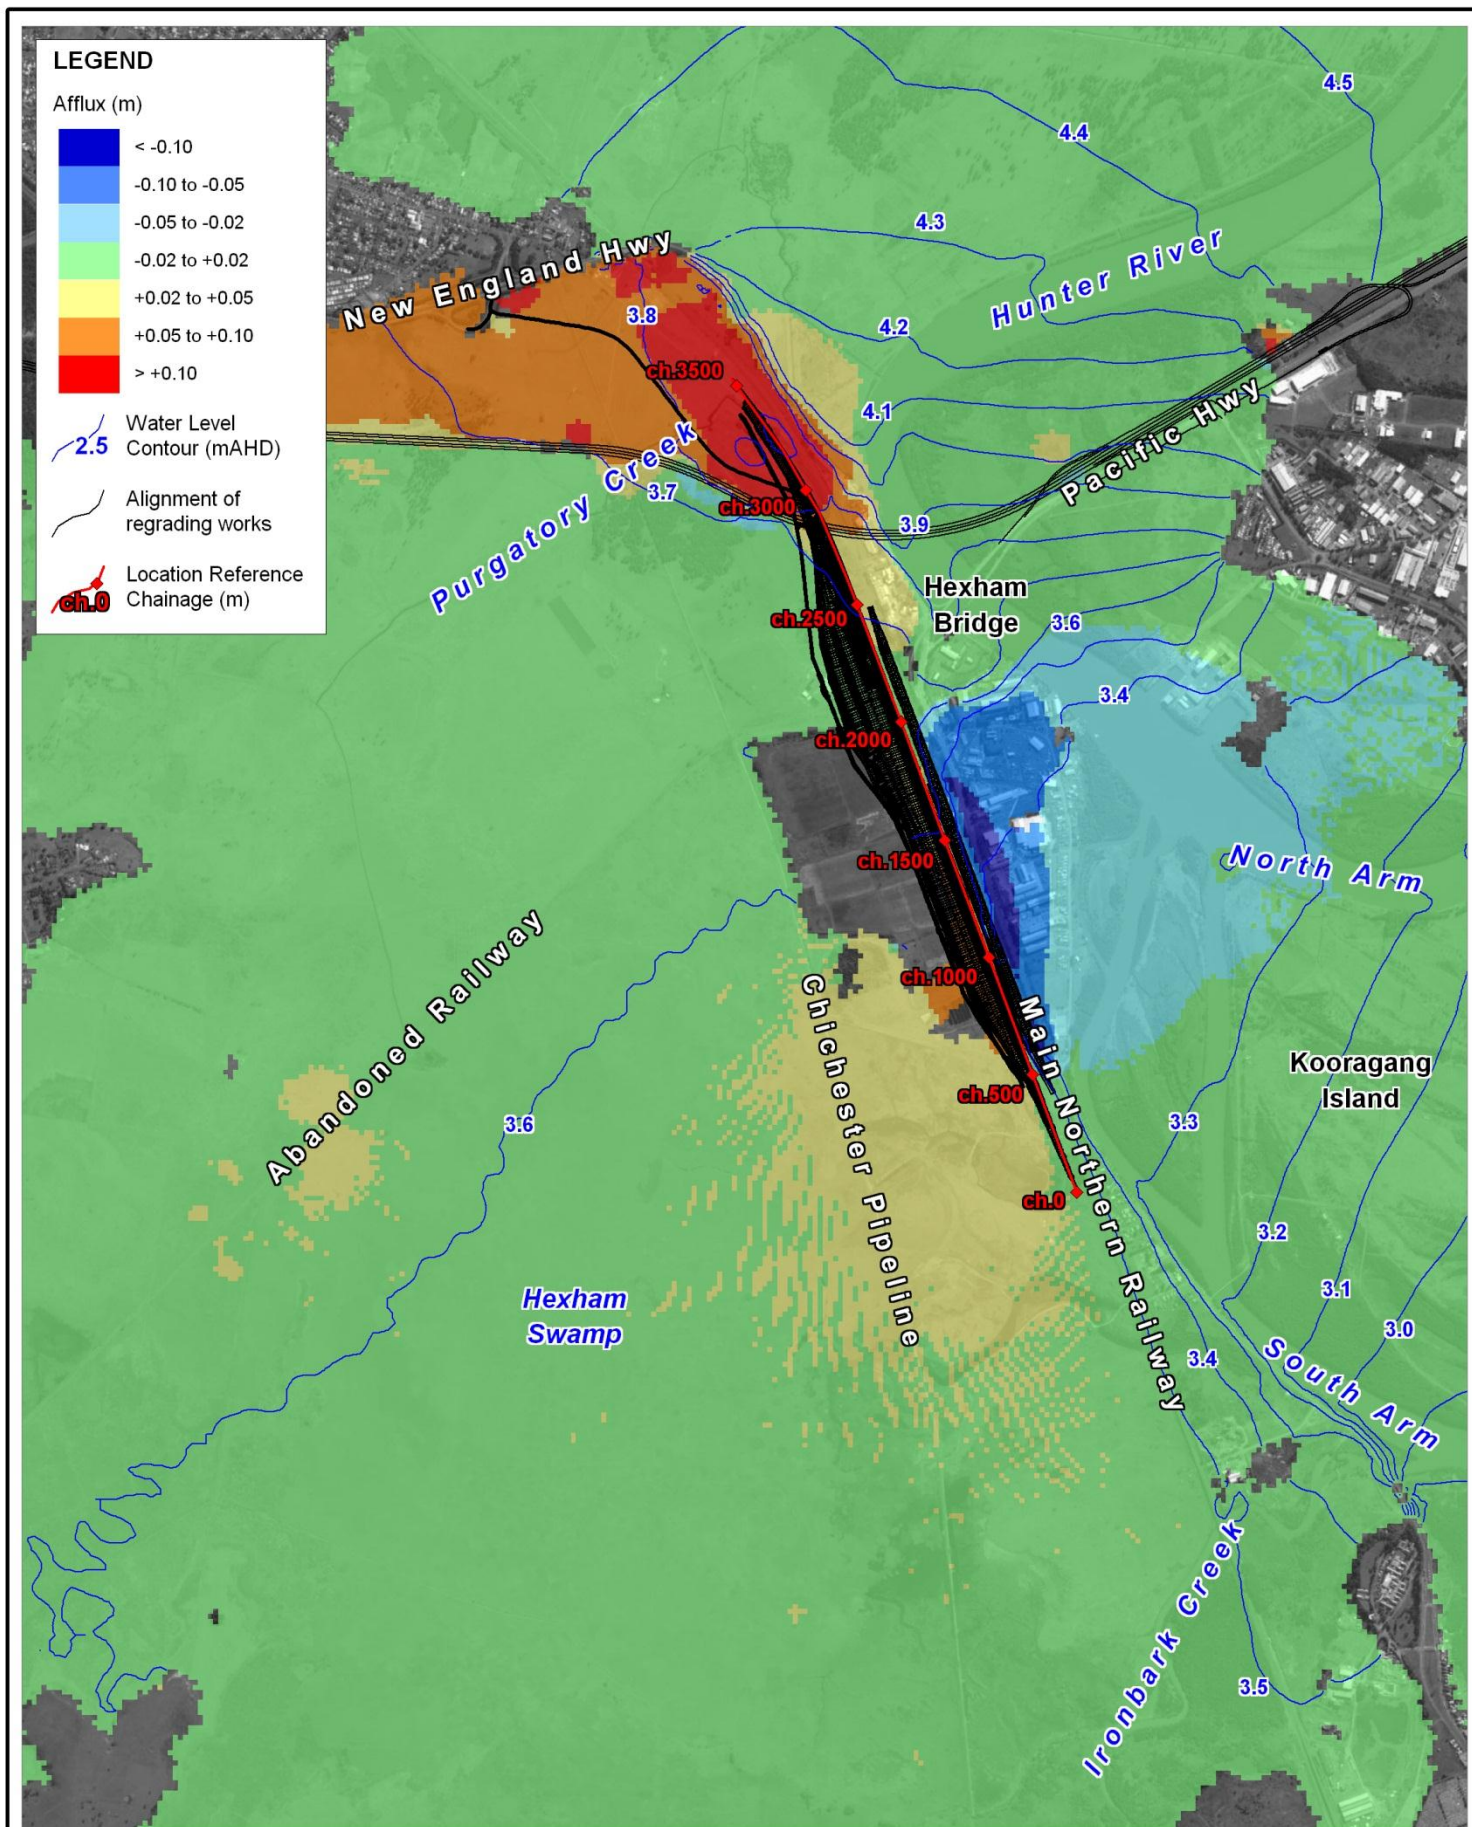 LEGEND
Afflux (m)
< -0.10
-0.10 to -0.05
-0.05 to -0.02
-0.02 to +0.02
+0.02 to +0.05
+0.05 to +0.10
> +0.10
2.5
Water Level
Contour (mAHD)
Alignment of
regrading works
ch.0
Location Reference
Chainage (m)
4.5
4.4
4.3
New England Hwy
Hunter River
3.8
4.2
ch.3500
4.1
Pacific Hwy
Purgatory Creek
3.7
ch.3000
3.9
Hexham
Bridge
ch.2500
3.6
3.4
ch.2000
ch.1500
North Arm
Abandoned Railway
ch.1000
Chichester Pipeline
Main Northern Railway
Kooragang
Island
ch.500
3.6
3.3
ch.0
3.2
Hexham
Swamp
3.1
3.0
3.4
South Arm
Ironbark Creek
3.5